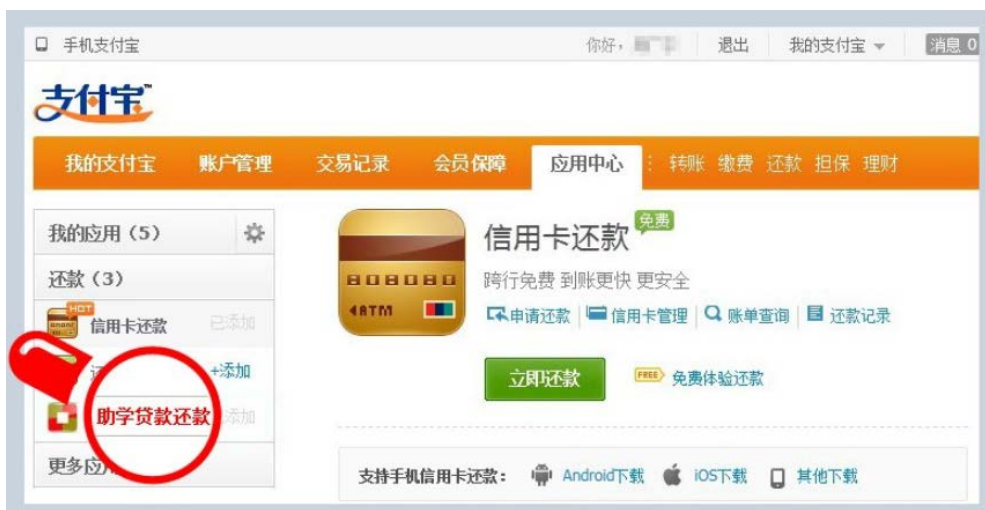 手机支付宝 你好， 退出 我的支付宝 消息 0
支付宝™
我的支付宝 账户管理 交易记录 会员保障 应用中心 转账 缴费 还款 担保 理财
我的应用（5）
还款（3）
HOT
信用卡还款 已添加
+添加
助学贷款还款 已添加
更多应
信用卡还款 免费
跨行免费 到账更快 更安全
申请还款 信用卡管理 账单查询 还款记录
立即还款 FREE 免费体验还款
支持手机信用卡还款： Android下载 iOS下载 其他下载
ATM